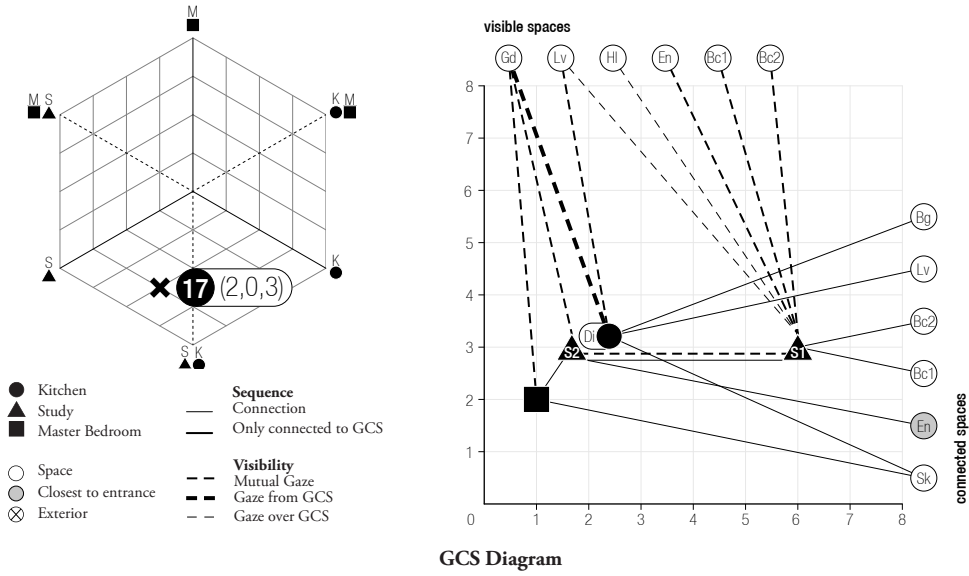 M
M S
K M
S
K
17 (2,0,3)
S K
Kitchen
Study
Master Bedroom
Space
Closest to entrance
Exterior
Sequence
Connection
Only connected to GCS
Visibility
Mutual Gaze
Gaze from GCS
Gaze over GCS
visible spaces
Gd Lv Hl En Bc1 Bc2
8
7
6
5
4
3
2
1
0 1 2 3 4 5 6 7 8
Di
S2
S1
Bg
Lv
Bc2
Bc1
En
Sk
connected spaces
GCS Diagram